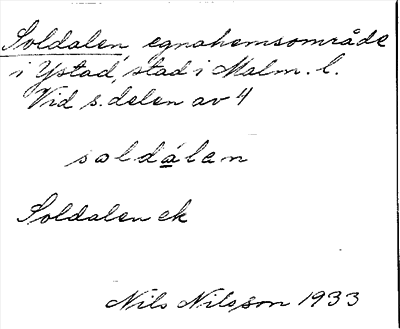 Soldalen, egnahemsområde
i Ystad, stad i Malm. l.
Vid s. delen av 4
soldálen
Soldalen ek
Nils Nilsson 1933